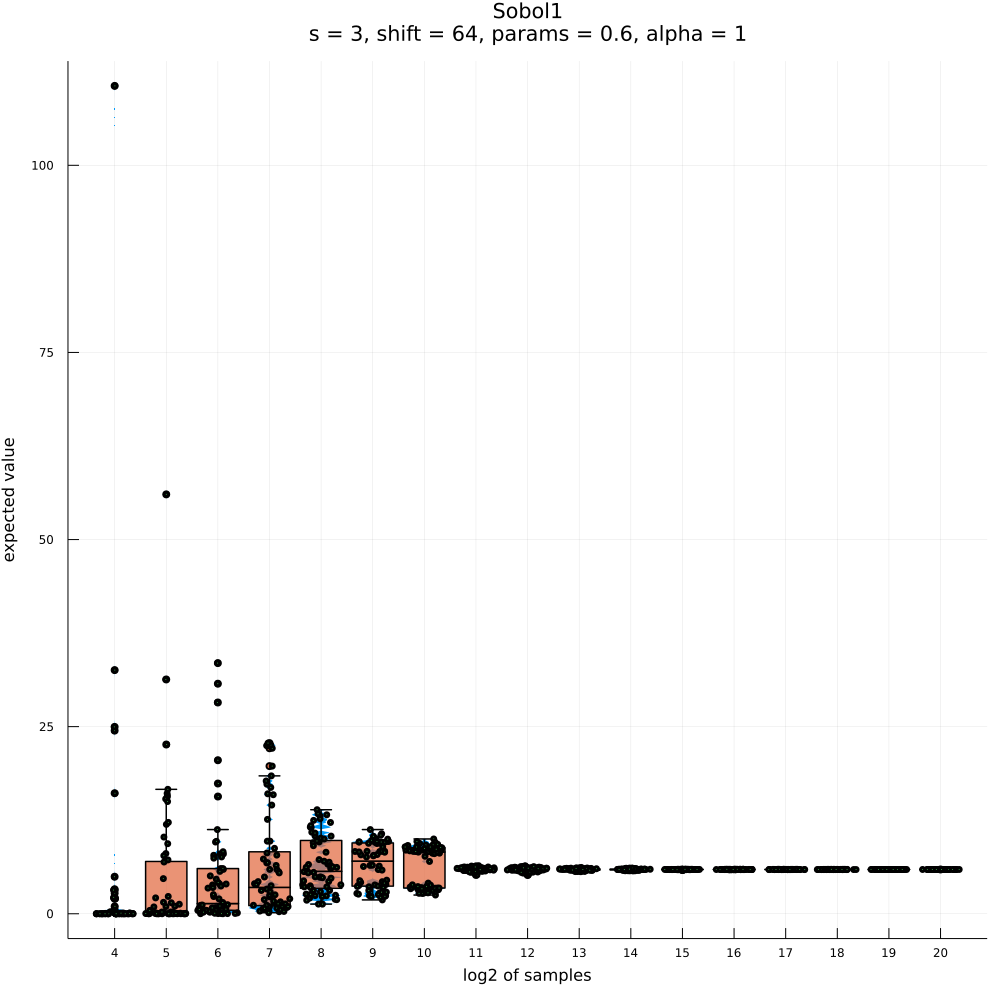 Sobol1
s = 3, shift = 64, params = 0.6, alpha = 1
expected value
100
75
50
25
0
4 5 6 7 8 9 10 11 12 13 14 15 16 17 18 19 20
log2 of samples